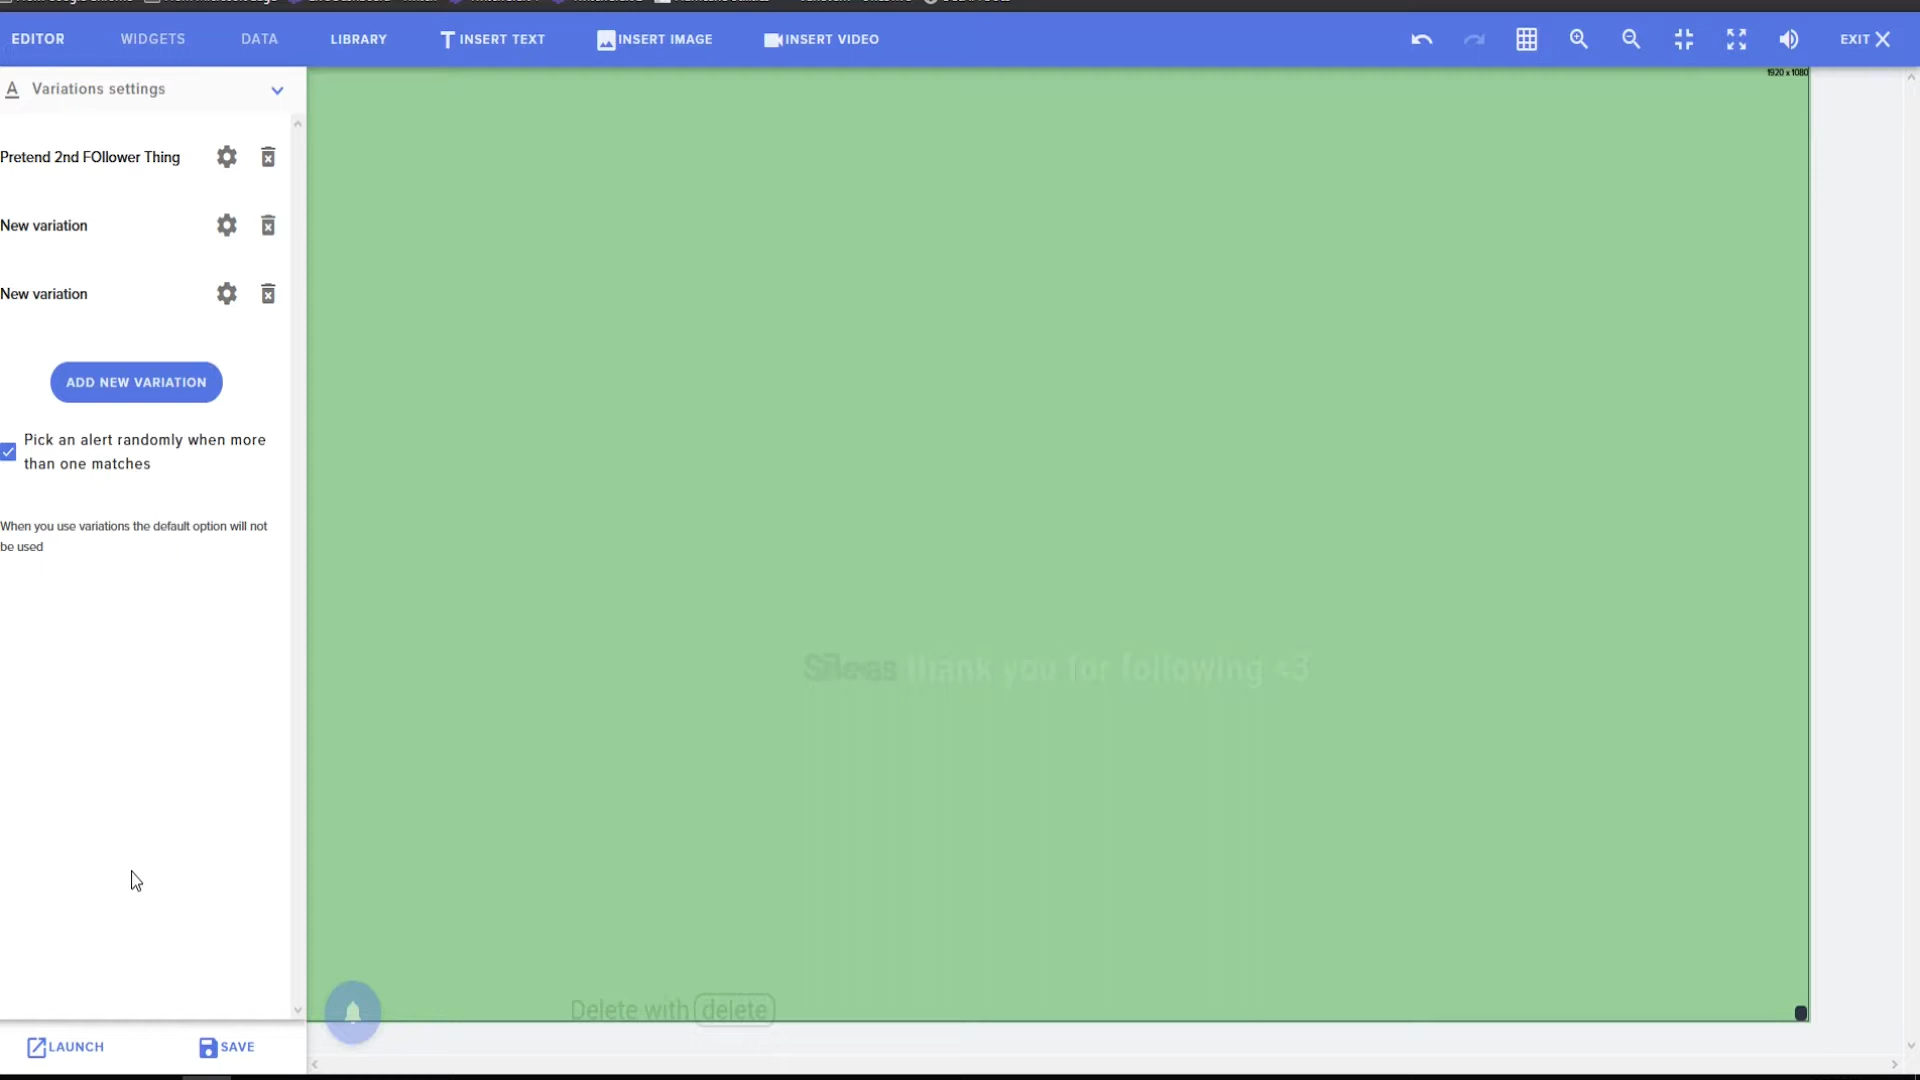 EDITOR WIDGETS DATA LIBRARY INSERT TEXT INSERT IMAGE INSERT VIDEO EXIT
Variations settings
1920 x 1080
Pretend 2nd FOllower Thing
New variation
New variation
ADD NEW VARIATION
Pick an alert randomly when more
than one matches
When you use variations the default option will not
be used
thank you for following <3
Delete with delete
LAUNCH SAVE